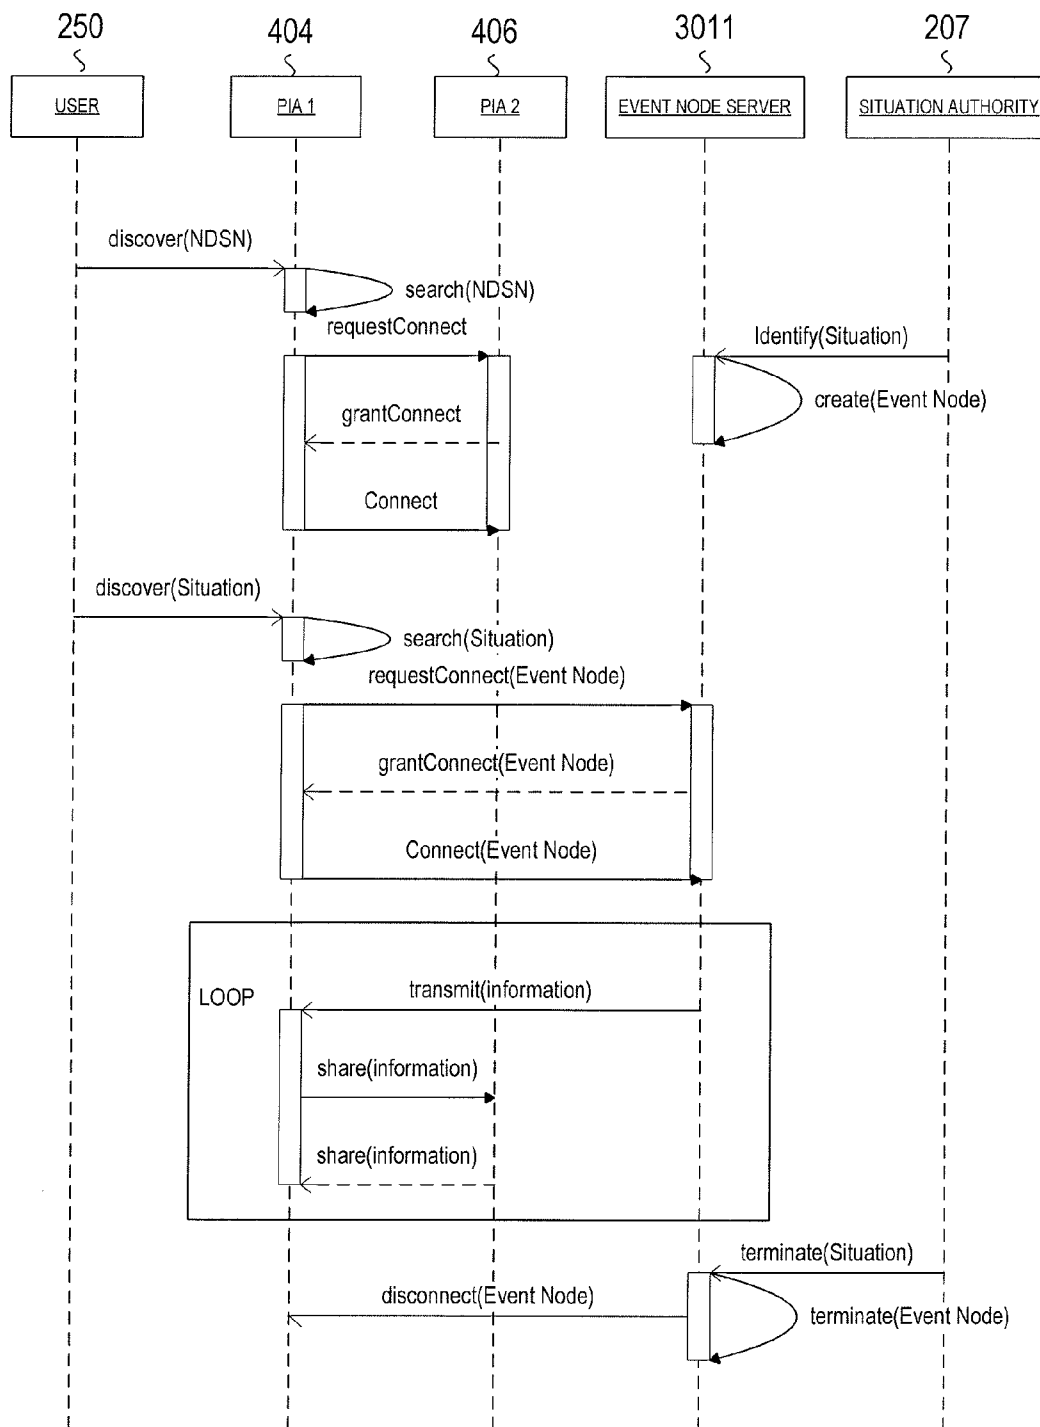 250 404 406 3011 207
USER PIA 1 PIA 2 EVENT NODE SERVER SITUATION AUTHORITY
discover(NDSN)
search(NDSN)
requestConnect
Identify(Situation)
create(Event Node)
grantConnect
Connect
discover(Situation)
search(Situation)
requestConnect(Event Node)
grantConnect(Event Node)
Connect(Event Node)
LOOP
transmit(information)
share(information)
share(information)
terminate(Situation)
disconnect(Event Node)
terminate(Event Node)